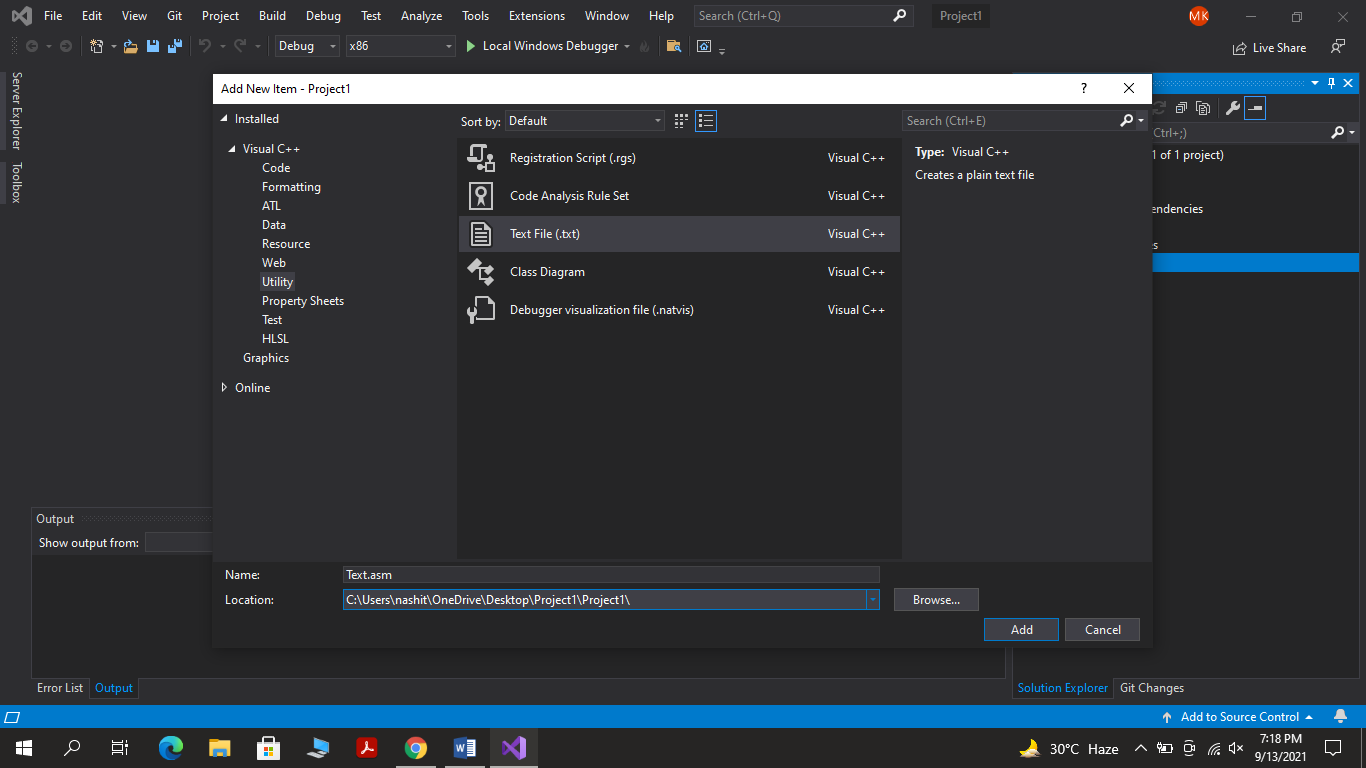 File Edit View Git Project Build Debug Test Analyze Tools Extensions Window Help Search (Ctrl+Q) Project1 MK
Debug x86 Local Windows Debugger Live Share
Server Explorer
Toolbox
Add New Item - Project1 ?
Installed
Visual C++
Code
Formatting
ATL
Data
Resource
Web
Utility
Property Sheets
Test
HLSL
Graphics
Online
Sort by: Default
Registration Script (.rgs) Visual C++
Code Analysis Rule Set Visual C++
Text File (.txt) Visual C++
Class Diagram Visual C++
Debugger visualization file (.natvis) Visual C++
Search (Ctrl+E)
Type: Visual C++
Creates a plain text file
Ctrl+;)
1 of 1 project)
endencies
s
Output
Show output from:
Name: Text.asm
Location: C:\Users\nashit\OneDrive\Desktop\Project1\Project1\ Browse...
Add Cancel
Error List Output
Solution Explorer Git Changes
Add to Source Control
30°C Haze
7:18 PM
9/13/2021